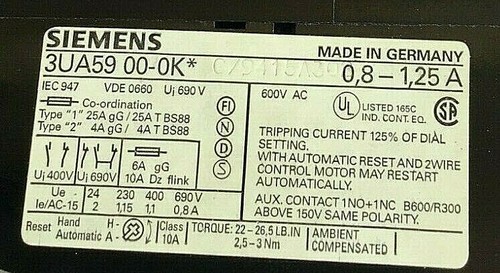 SIEMENS
MADE IN GERMANY
3UA59 00-0K*
0,8 – 1,25 A
IEC 947 VDE 0660 Ui 690 V
600V AC
Co-ordination
Type "1" 25A gG / 25A T BS88
Type "2" 4A gG / 4A T BS88
FI
N
D
S
UL LISTED 165C
IND. CONT. EQ.
SA
TRIPPING CURRENT 125% OF DIAL
SETTING.
WITH AUTOMATIC RESET AND 2WIRE
CONTROL MOTOR MAY RESTART
AUTOMATICALLY.
AUX. CONTACT 1NO+1NC B600/R300
ABOVE 150V SAME POLARITY.
6A gG
10A Dz flink
Ui 400V Ui 690V
Ue 24 230 400 690V
Ie/AC-15 2 1,15 1,1 0,8 A
Reset Hand H-
Automatic A-
Class
10A
TORQUE: 22 – 26,5 LB.IN
2,5 – 3 Nm
AMBIENT
COMPENSATED